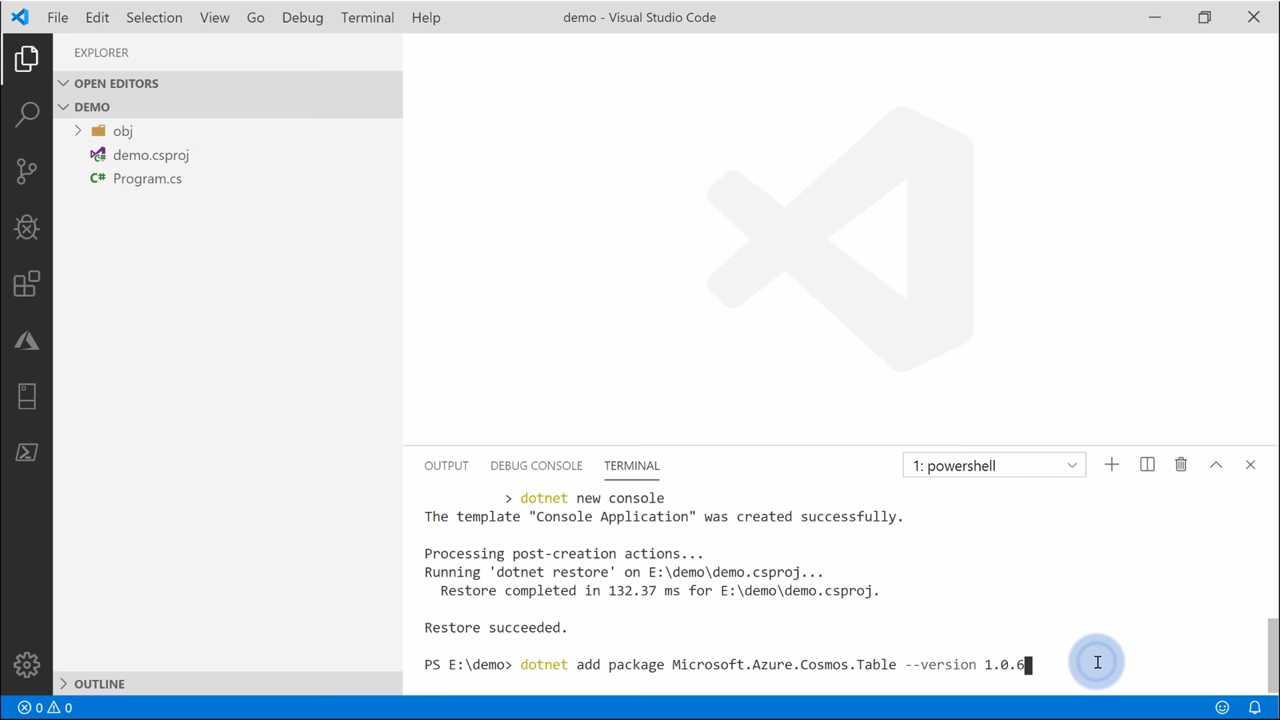 File Edit Selection View Go Debug Terminal Help
demo - Visual Studio Code
EXPLORER
OPEN EDITORS
DEMO
obj
demo.csproj
C# Program.cs
OUTPUT DEBUG CONSOLE TERMINAL
1: powershell
> dotnet new console
The template "Console Application" was created successfully.
Processing post-creation actions...
Running 'dotnet restore' on E:\demo\demo.csproj...
Restore completed in 132.37 ms for E:\demo\demo.csproj.
Restore succeeded.
PS E:\demo> dotnet add package Microsoft.Azure.Cosmos.Table --version 1.0.6
OUTLINE
0 0